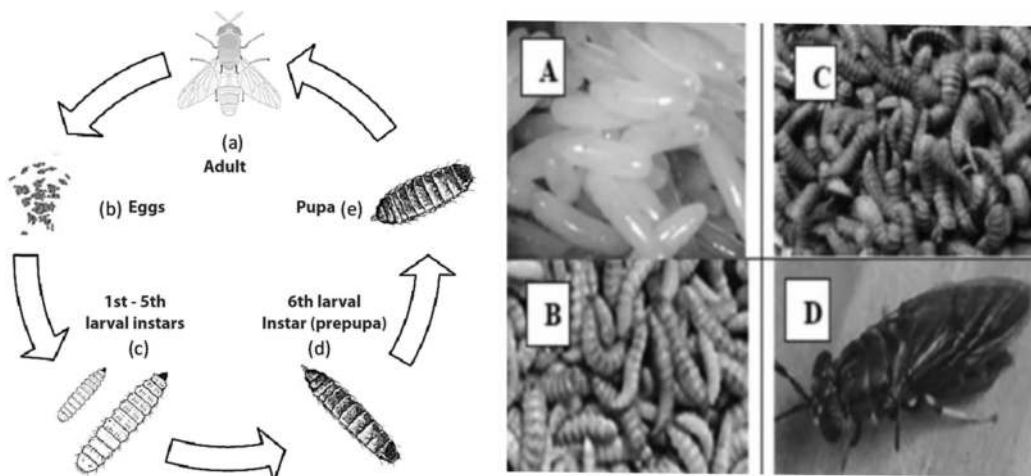 (a)
Adult
(b) Eggs
Pupa (e)
1st - 5th
larval instars
(c)
6th larval
Instar (prepupa)
(d)
A
C
B
D